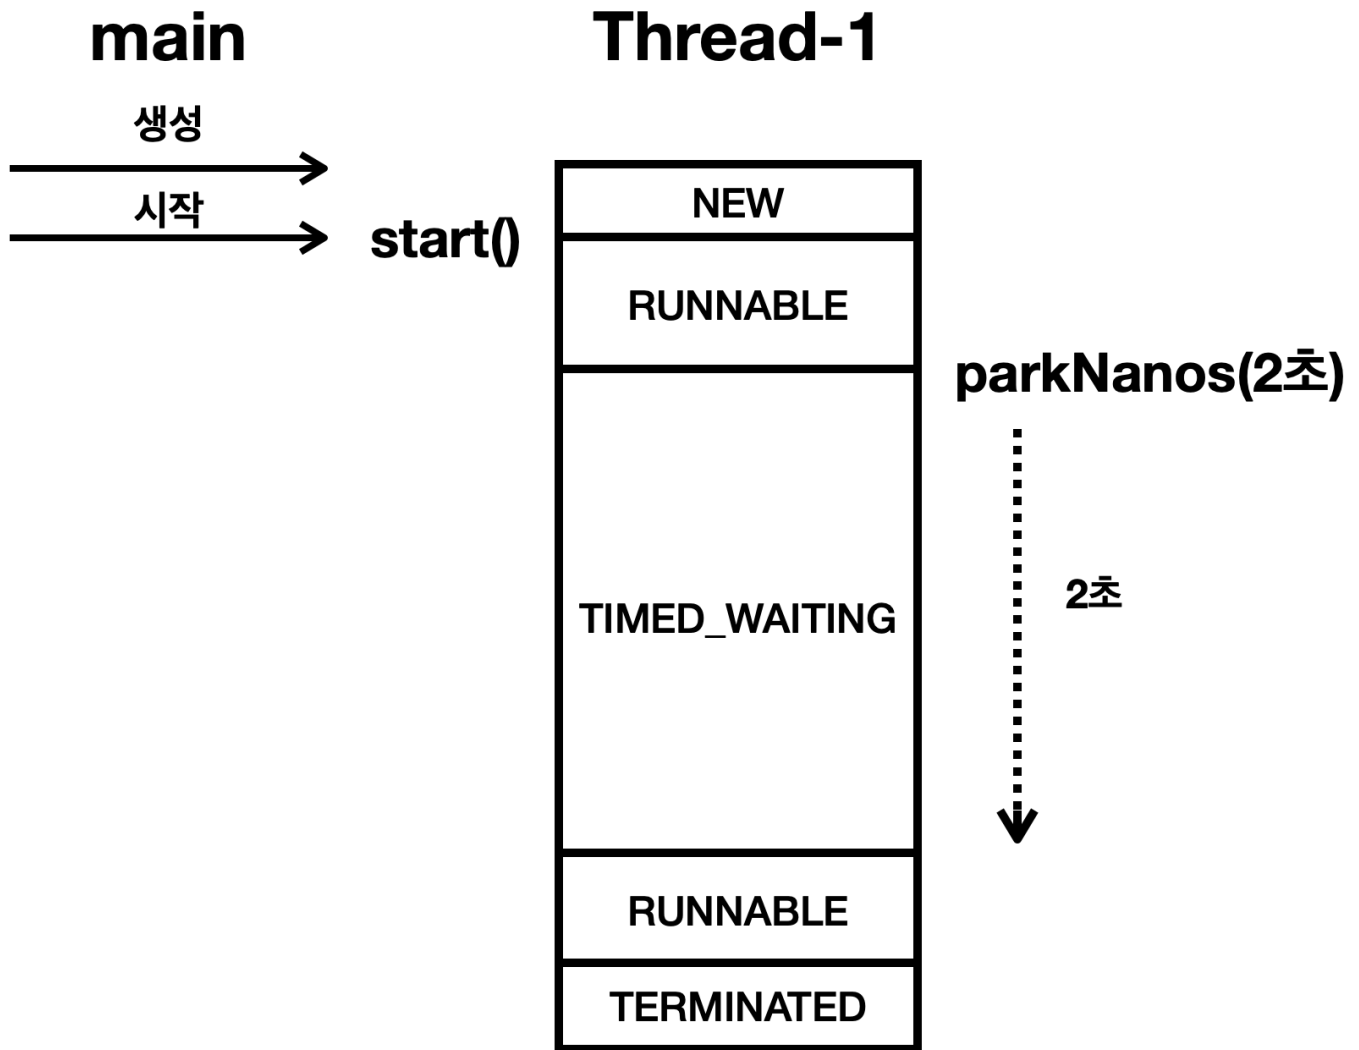 main
Thread-1
생성
시작
start()
NEW
RUNNABLE
parkNanos(2초)
TIMED_WAITING
2초
RUNNABLE
TERMINATED